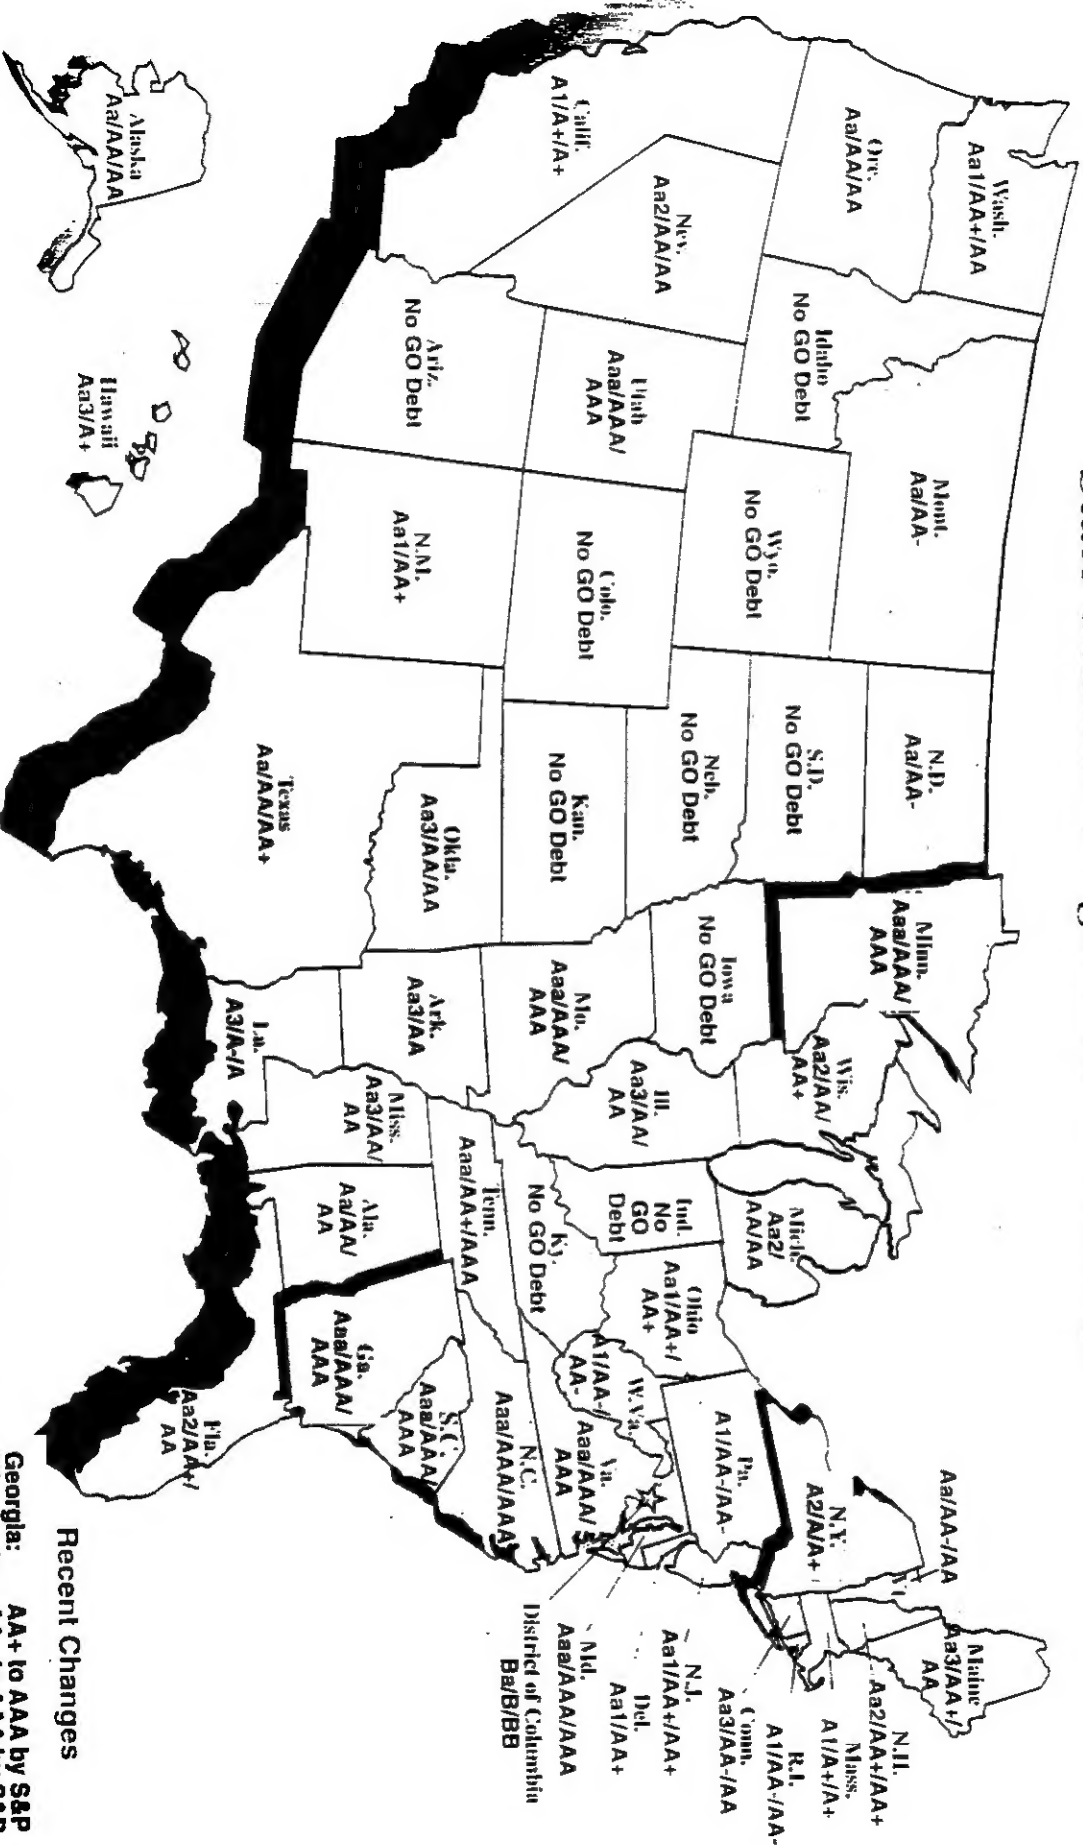 Wash.
Aa1/AA+/AA
Ore.
Aa/AA/AA
Calif.
A1/A+/A+
Nev.
Aa2/AA/AA
Idaho
No GO Debt
Mont.
Aa/AA-
Wyo.
No GO Debt
Utah
Aaa/AAA/
AAA
Ariz.
No GO Debt
Colo.
No GO Debt
N.M.
Aa1/AA+
N.D.
Aa/AA-
S.D.
No GO Debt
Neb.
No GO Debt
Kan.
No GO Debt
Okla.
Aa3/AA/AA
Texas
Aa/AA/AA+
Minn.
Aaa/AAA/
AAA
Iowa
No GO Debt
Mo.
Aaa/AAA/
AAA
Ark.
Aa3/AA
La.
A3/A-/A
Wis.
Aa2/AA/
AA+
Ill.
Aa3/AA/
AA
Miss.
Aa3/AA/
AA
Mich.
Aa2/
AA/AA
Ind.
No
GO
Debt
Ohio
Aa1/AA+/
AA+
Ky.
No GO Debt
Tenn.
Aaa/AA+/AAA
Ala.
Aa/AA/
AA
Ga.
Aaa/AAA/
AAA
Fla.
Aa2/AA+/
AA
S.C.
Aaa/AAA/
AAA
N.C.
Aaa/AAA/AAA
Va.
Aaa/AAA/
AAA
W.Va.
A1/AA-/
AA-
Pa.
A1/AA-/AA-
N.Y.
A2/A/A+
Aa/AA-/AA
Maine
Aa3/AA+/
AA
N.H.
Aa2/AA+/AA+
Mass.
A1/A+/A+
R.I.
A1/AA-/AA-
Conn.
Aa3/AA-/AA
N.J.
Aa1/AA+/AA+
Del.
Aa1/AA+
Md.
Aaa/AAA/AAA
District of Columbia
Ba/B/BB
Alaska
Aa/AA/AA
Hawaii
Aa3/A+
Recent Changes
Georgia: AA+ to AAA by S&P